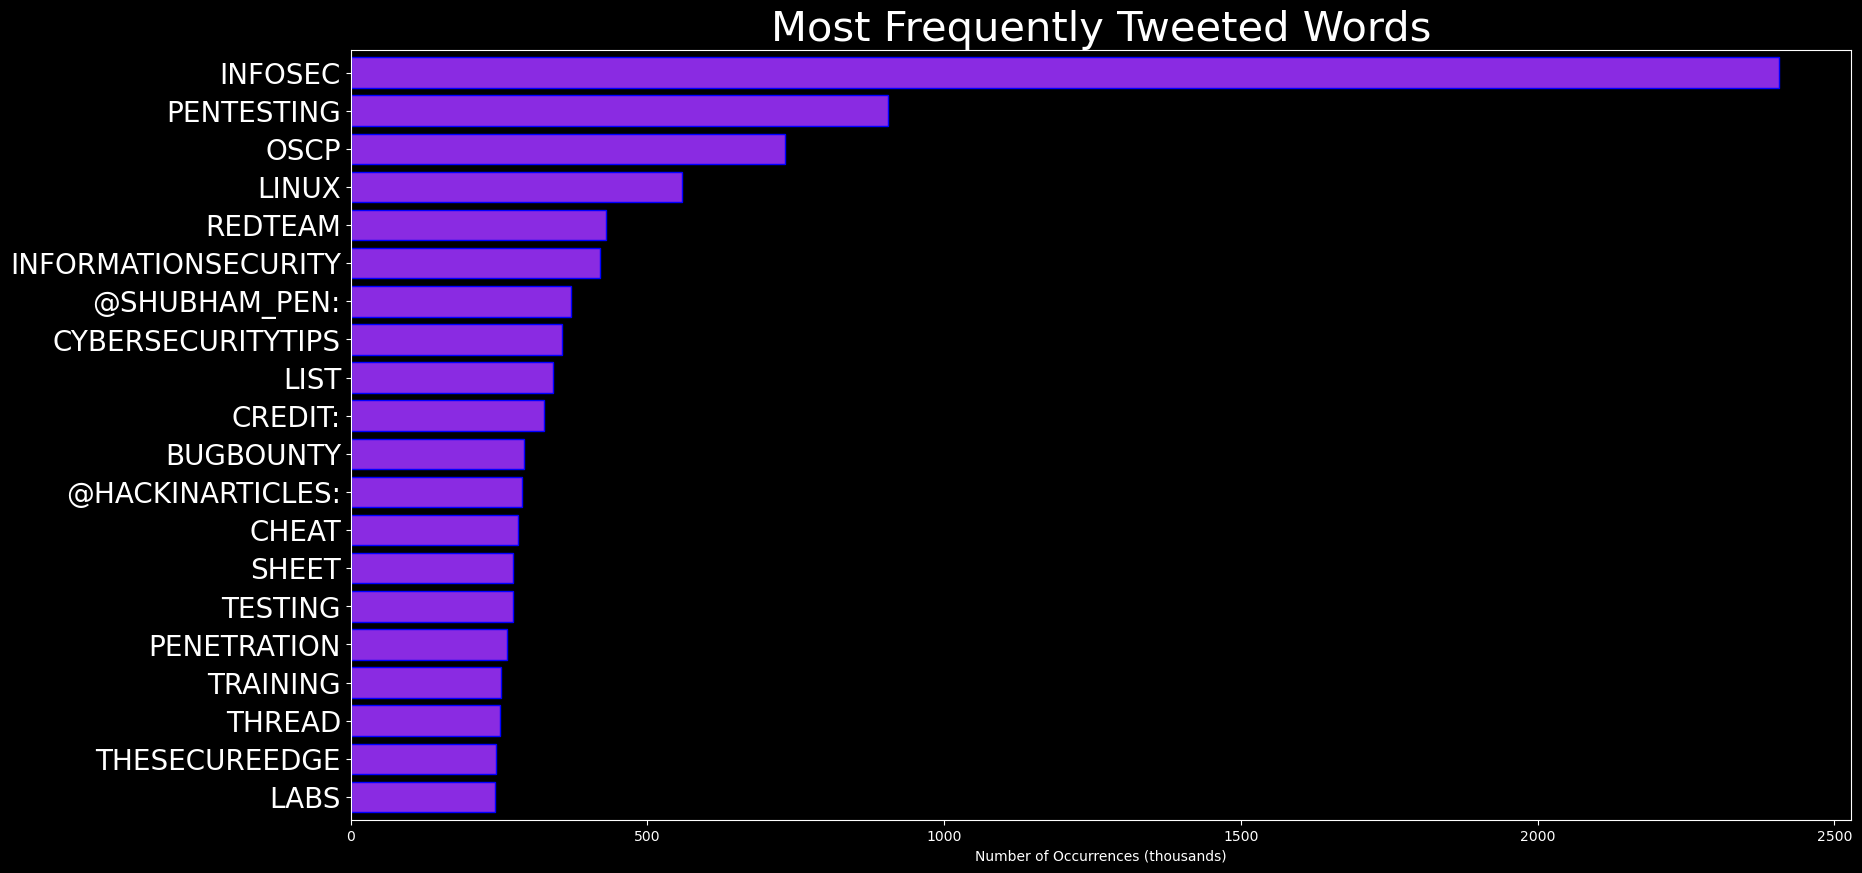 Most Frequently Tweeted Words
INFOSEC
PENTESTING
OSCP
LINUX
REDTEAM
INFORMATIONSECURITY
@SHUBHAM_PEN:
CYBERSECURITYTIPS
LIST
CREDIT:
BUGBOUNTY
@HACKINARTICLES:
CHEAT
SHEET
TESTING
PENETRATION
TRAINING
THREAD
THESECUREEDGE
LABS
0 500 1000 1500 2000 2500
Number of Occurrences (thousands)